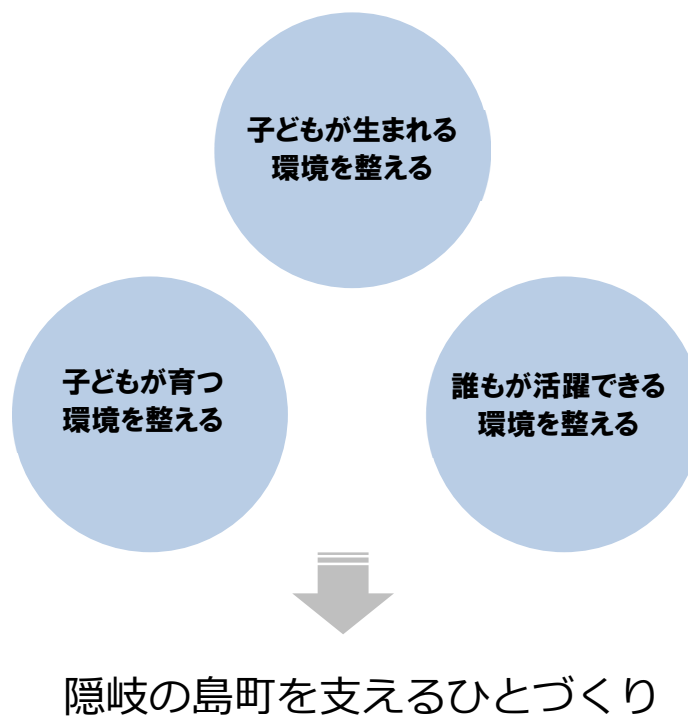 子どもが生まれる
環境を整える
子どもが育つ
環境を整える
誰もが活躍できる
環境を整える
隠岐の島町を支えるひとづくり